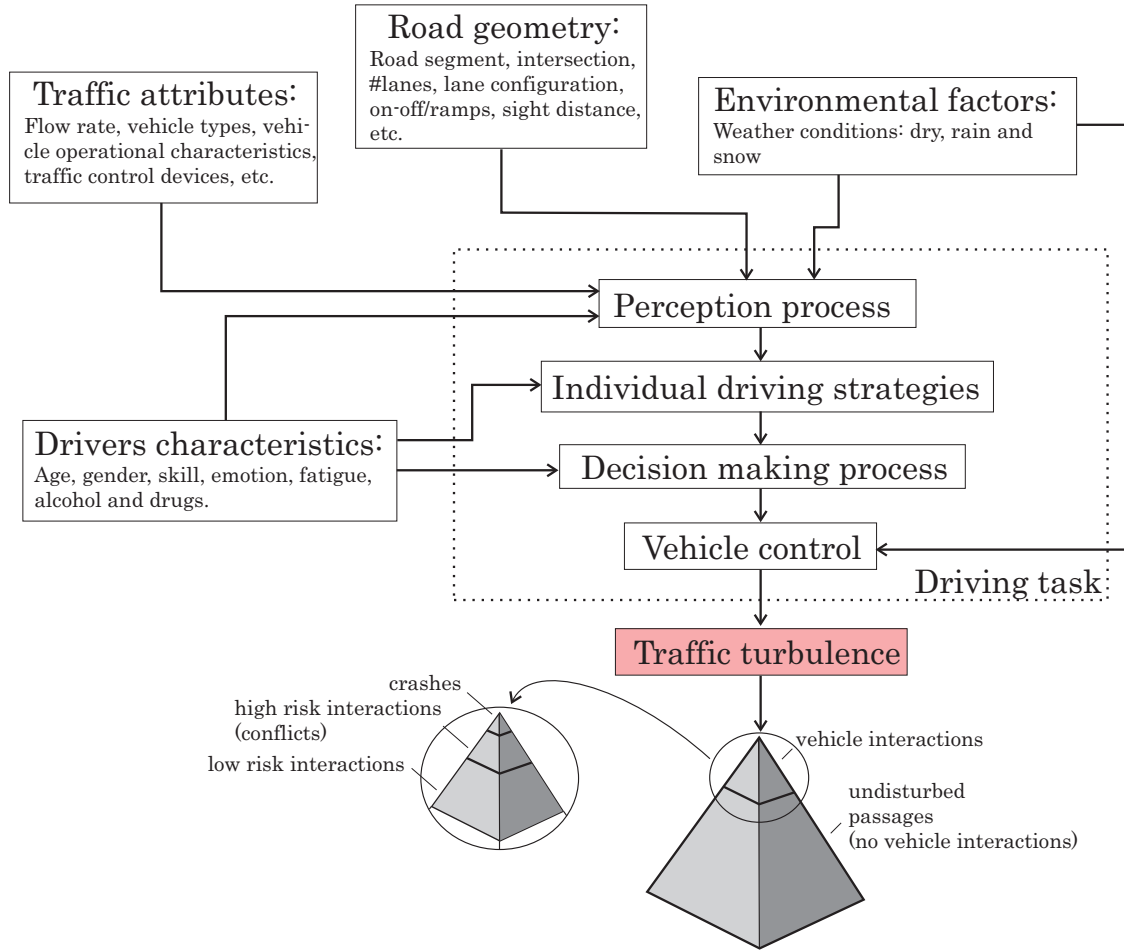 Road geometry:
Road segment, intersection,
#lanes, lane configuration,
on-off/ramps, sight distance,
etc.
Traffic attributes:
Flow rate, vehicle types, vehi-
cle operational characteristics,
traffic control devices, etc.
Environmental factors:
Weather conditions: dry, rain and
snow
Perception process
Individual driving strategies
Drivers characteristics:
Age, gender, skill, emotion, fatigue,
alcohol and drugs.
Decision making process
Vehicle control
Driving task
Traffic turbulence
crashes
high risk interactions
(conflicts)
low risk interactions
vehicle interactions
undisturbed
passages
(no vehicle interactions)